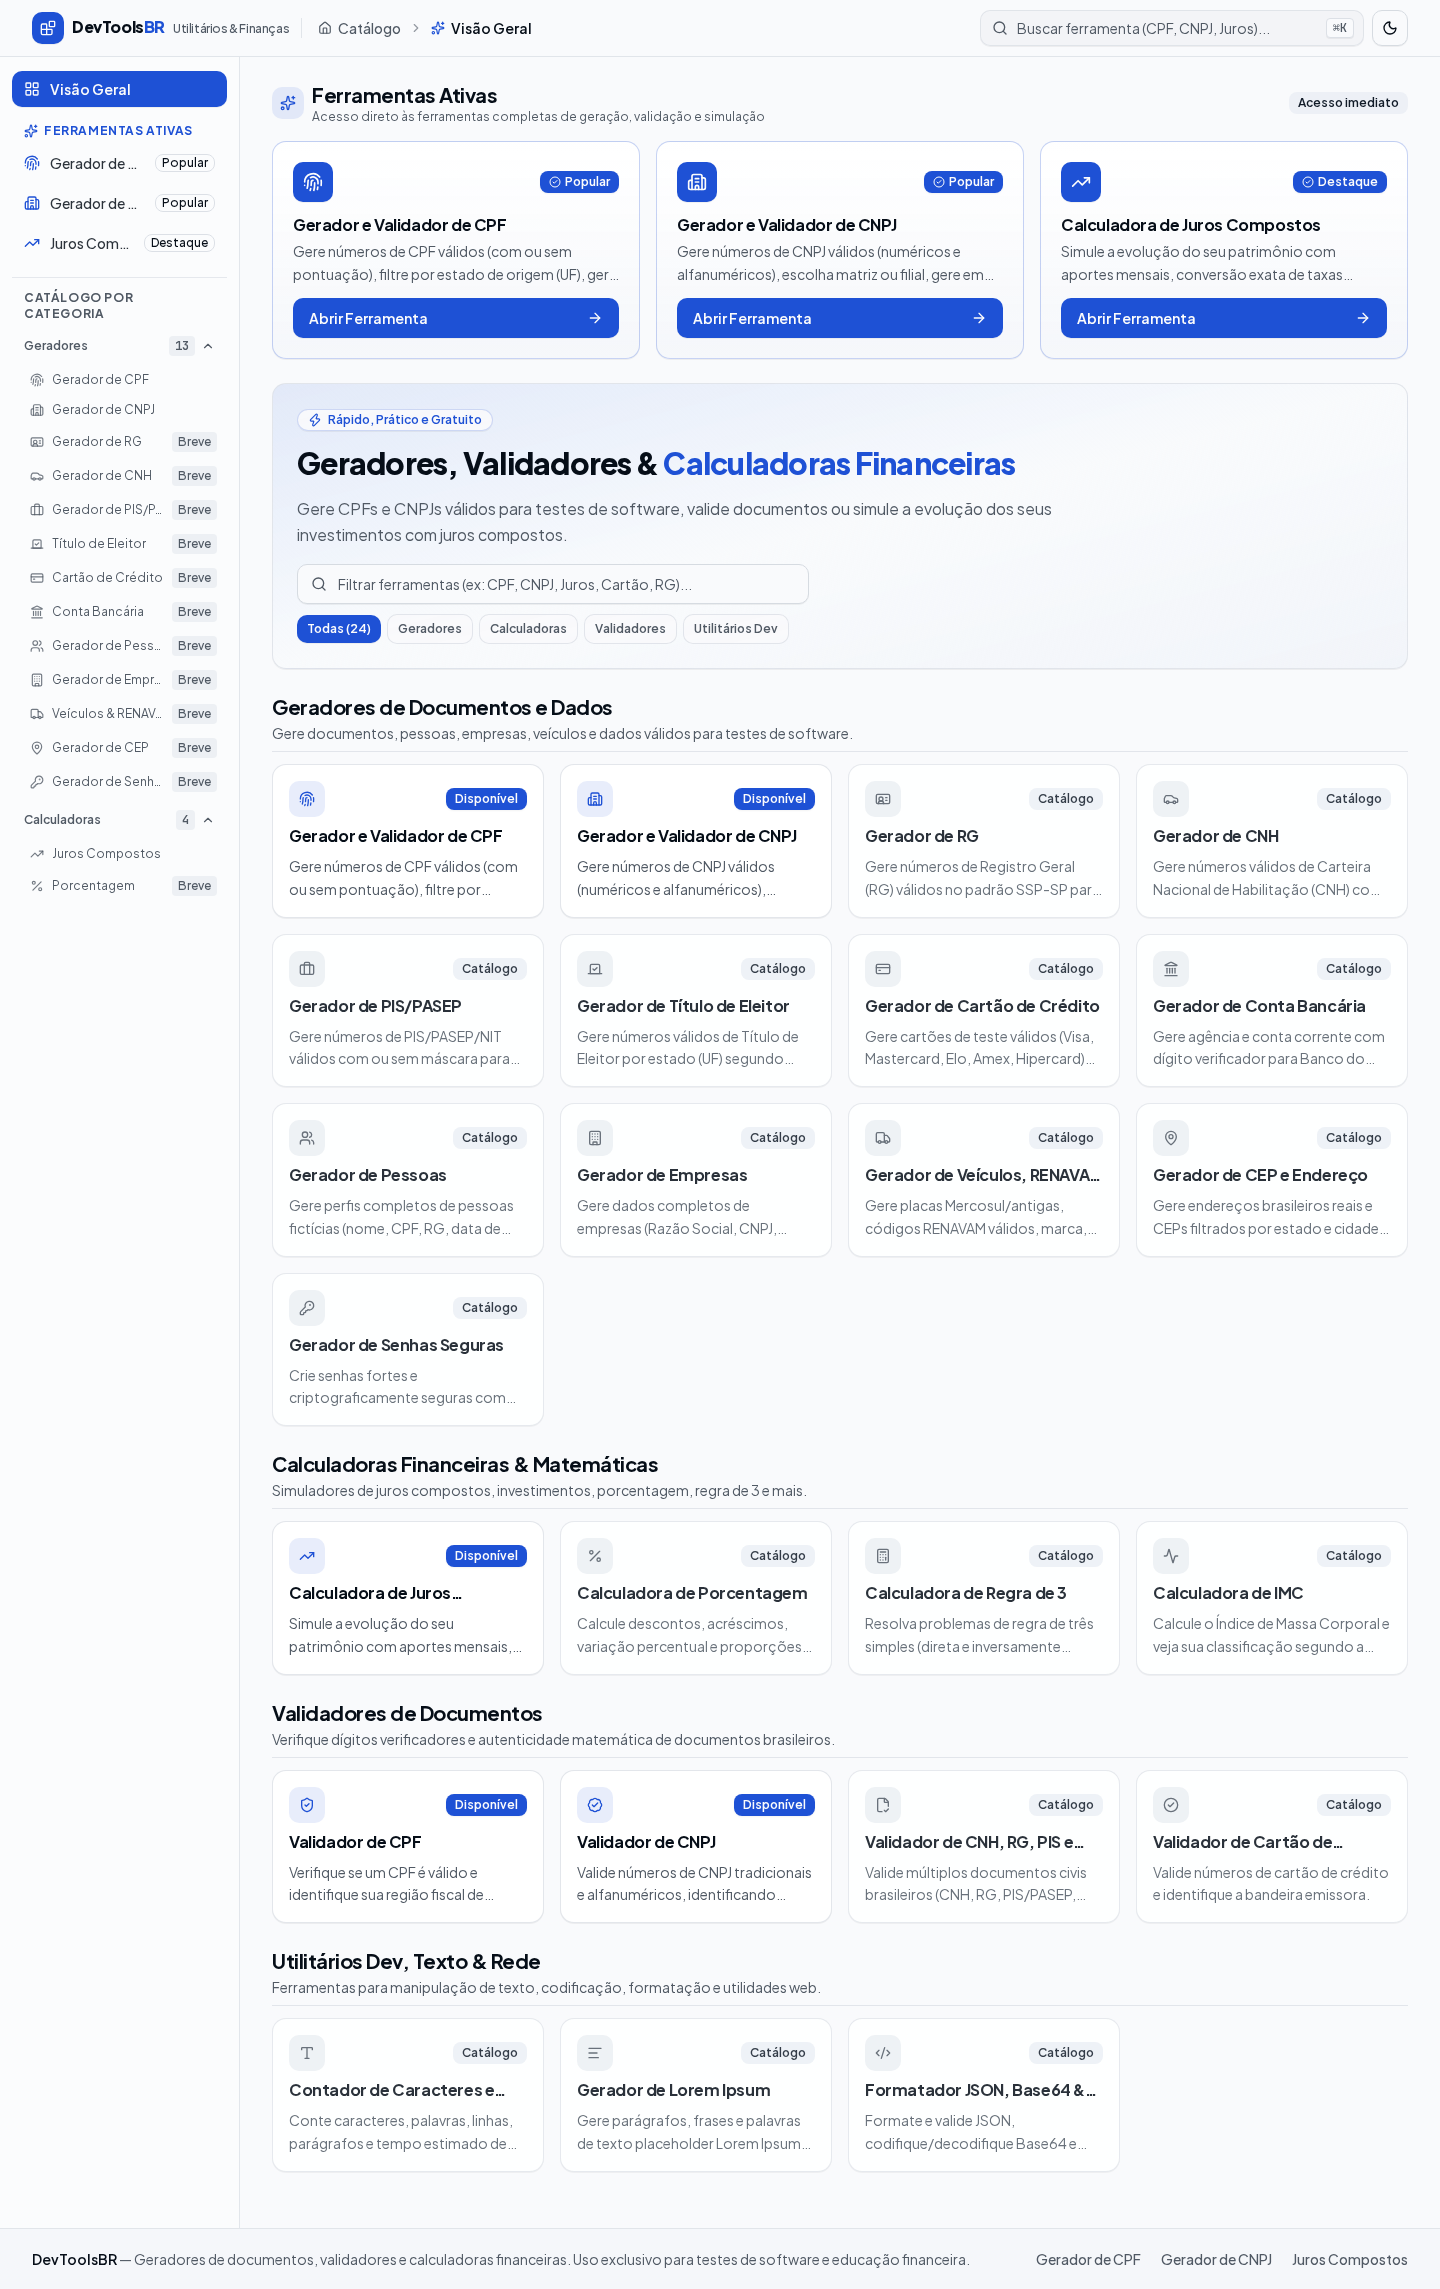 DevToolsBR Utilitários & Finanças
Catálogo
Visão Geral
Buscar ferramenta (CPF, CNPJ, Juros)...
⌘K
Visão Geral
FERRAMENTAS ATIVAS
Gerador de ...
Popular
Gerador de ...
Popular
Juros Com...
Destaque
CATÁLOGO POR
CATEGORIA
Geradores
13
Gerador de CPF
Gerador de CNPJ
Gerador de RG
Breve
Gerador de CNH
Breve
Gerador de PIS/P...
Breve
Título de Eleitor
Breve
Cartão de Crédito
Breve
Conta Bancária
Breve
Gerador de Pess...
Breve
Gerador de Empr...
Breve
Veículos & RENAV...
Breve
Gerador de CEP
Breve
Gerador de Senh...
Breve
Calculadoras
4
Juros Compostos
Porcentagem
Breve
Ferramentas Ativas
Acesso direto às ferramentas completas de geração, validação e simulação
Acesso imediato
Popular
Gerador e Validador de CPF
Gere números de CPF válidos (com ou sem
pontuação), filtre por estado de origem (UF), ger...
Abrir Ferramenta
Popular
Gerador e Validador de CNPJ
Gere números de CNPJ válidos (numéricos e
alfanuméricos), escolha matriz ou filial, gere em...
Abrir Ferramenta
Destaque
Calculadora de Juros Compostos
Simule a evolução do seu patrimônio com
aportes mensais, conversão exata de taxas...
Abrir Ferramenta
Rápido, Prático e Gratuito
Geradores, Validadores & Calculadoras Financeiras
Gere CPFs e CNPJs válidos para testes de software, valide documentos ou simule a evolução dos seus
investimentos com juros compostos.
Filtrar ferramentas (ex: CPF, CNPJ, Juros, Cartão, RG)...
Todas (24)
Geradores
Calculadoras
Validadores
Utilitários Dev
Geradores de Documentos e Dados
Gere documentos, pessoas, empresas, veículos e dados válidos para testes de software.
Disponível
Gerador e Validador de CPF
Gere números de CPF válidos (com
ou sem pontuação), filtre por...
Disponível
Gerador e Validador de CNPJ
Gere números de CNPJ válidos
(numéricos e alfanuméricos),...
Catálogo
Gerador de RG
Gere números de Registro Geral
(RG) válidos no padrão SSP-SP par...
Catálogo
Gerador de CNH
Gere números válidos de Carteira
Nacional de Habilitação (CNH) co...
Catálogo
Gerador de PIS/PASEP
Gere números de PIS/PASEP/NIT
válidos com ou sem máscara para...
Catálogo
Gerador de Título de Eleitor
Gere números válidos de Título de
Eleitor por estado (UF) segundo...
Catálogo
Gerador de Cartão de Crédito
Gere cartões de teste válidos (Visa,
Mastercard, Elo, Amex, Hipercard)...
Catálogo
Gerador de Conta Bancária
Gere agência e conta corrente com
dígito verificador para Banco do...
Catálogo
Gerador de Pessoas
Gere perfis completos de pessoas
fictícias (nome, CPF, RG, data de...
Catálogo
Gerador de Empresas
Gere dados completos de
empresas (Razão Social, CNPJ,...
Catálogo
Gerador de Veículos, RENAVA...
Gere placas Mercosul/antigas,
códigos RENAVAM válidos, marca,...
Catálogo
Gerador de CEP e Endereço
Gere endereços brasileiros reais e
CEPs filtrados por estado e cidade...
Catálogo
Gerador de Senhas Seguras
Crie senhas fortes e
criptograficamente seguras com...
Calculadoras Financeiras & Matemáticas
Simuladores de juros compostos, investimentos, porcentagem, regra de 3 e mais.
Disponível
Calculadora de Juros...
Simule a evolução do seu
patrimônio com aportes mensais,...
Catálogo
Calculadora de Porcentagem
Calcule descontos, acréscimos,
variação percentual e proporções...
Catálogo
Calculadora de Regra de 3
Resolva problemas de regra de três
simples (direta e inversamente...
Catálogo
Calculadora de IMC
Calcule o Índice de Massa Corporal e
veja sua classificação segundo a...
Validadores de Documentos
Verifique dígitos verificadores e autenticidade matemática de documentos brasileiros.
Disponível
Validador de CPF
Verifique se um CPF é válido e
identifique sua região fiscal de...
Disponível
Validador de CNPJ
Valide números de CNPJ tradicionais
e alfanuméricos, identificando...
Catálogo
Validador de CNH, RG, PIS e...
Valide múltiplos documentos civis
brasileiros (CNH, RG, PIS/PASEP,...
Catálogo
Validador de Cartão de...
Valide números de cartão de crédito
e identifique a bandeira emissora.
Utilitários Dev, Texto & Rede
Ferramentas para manipulação de texto, codificação, formatação e utilidades web.
Catálogo
Contador de Caracteres e...
Conte caracteres, palavras, linhas,
parágrafos e tempo estimado de...
Catálogo
Gerador de Lorem Ipsum
Gere parágrafos, frases e palavras
de texto placeholder Lorem Ipsum...
Catálogo
Formatador JSON, Base64 &...
Formate e valide JSON,
codifique/decodifique Base64 e...
DevToolsBR — Geradores de documentos, validadores e calculadoras financeiras. Uso exclusivo para testes de software e educação financeira.
Gerador de CPF
Gerador de CNPJ
Juros Compostos